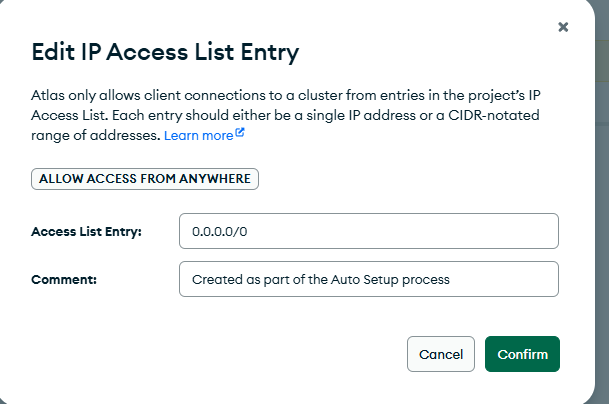 Edit IP Access List Entry
Atlas only allows client connections to a cluster from entries in the project's IP
Access List. Each entry should either be a single IP address or a CIDR-notated
range of addresses. Learn more
ALLOW ACCESS FROM ANYWHERE
Access List Entry: 0.0.0.0/0
Comment: Created as part of the Auto Setup process
Cancel Confirm